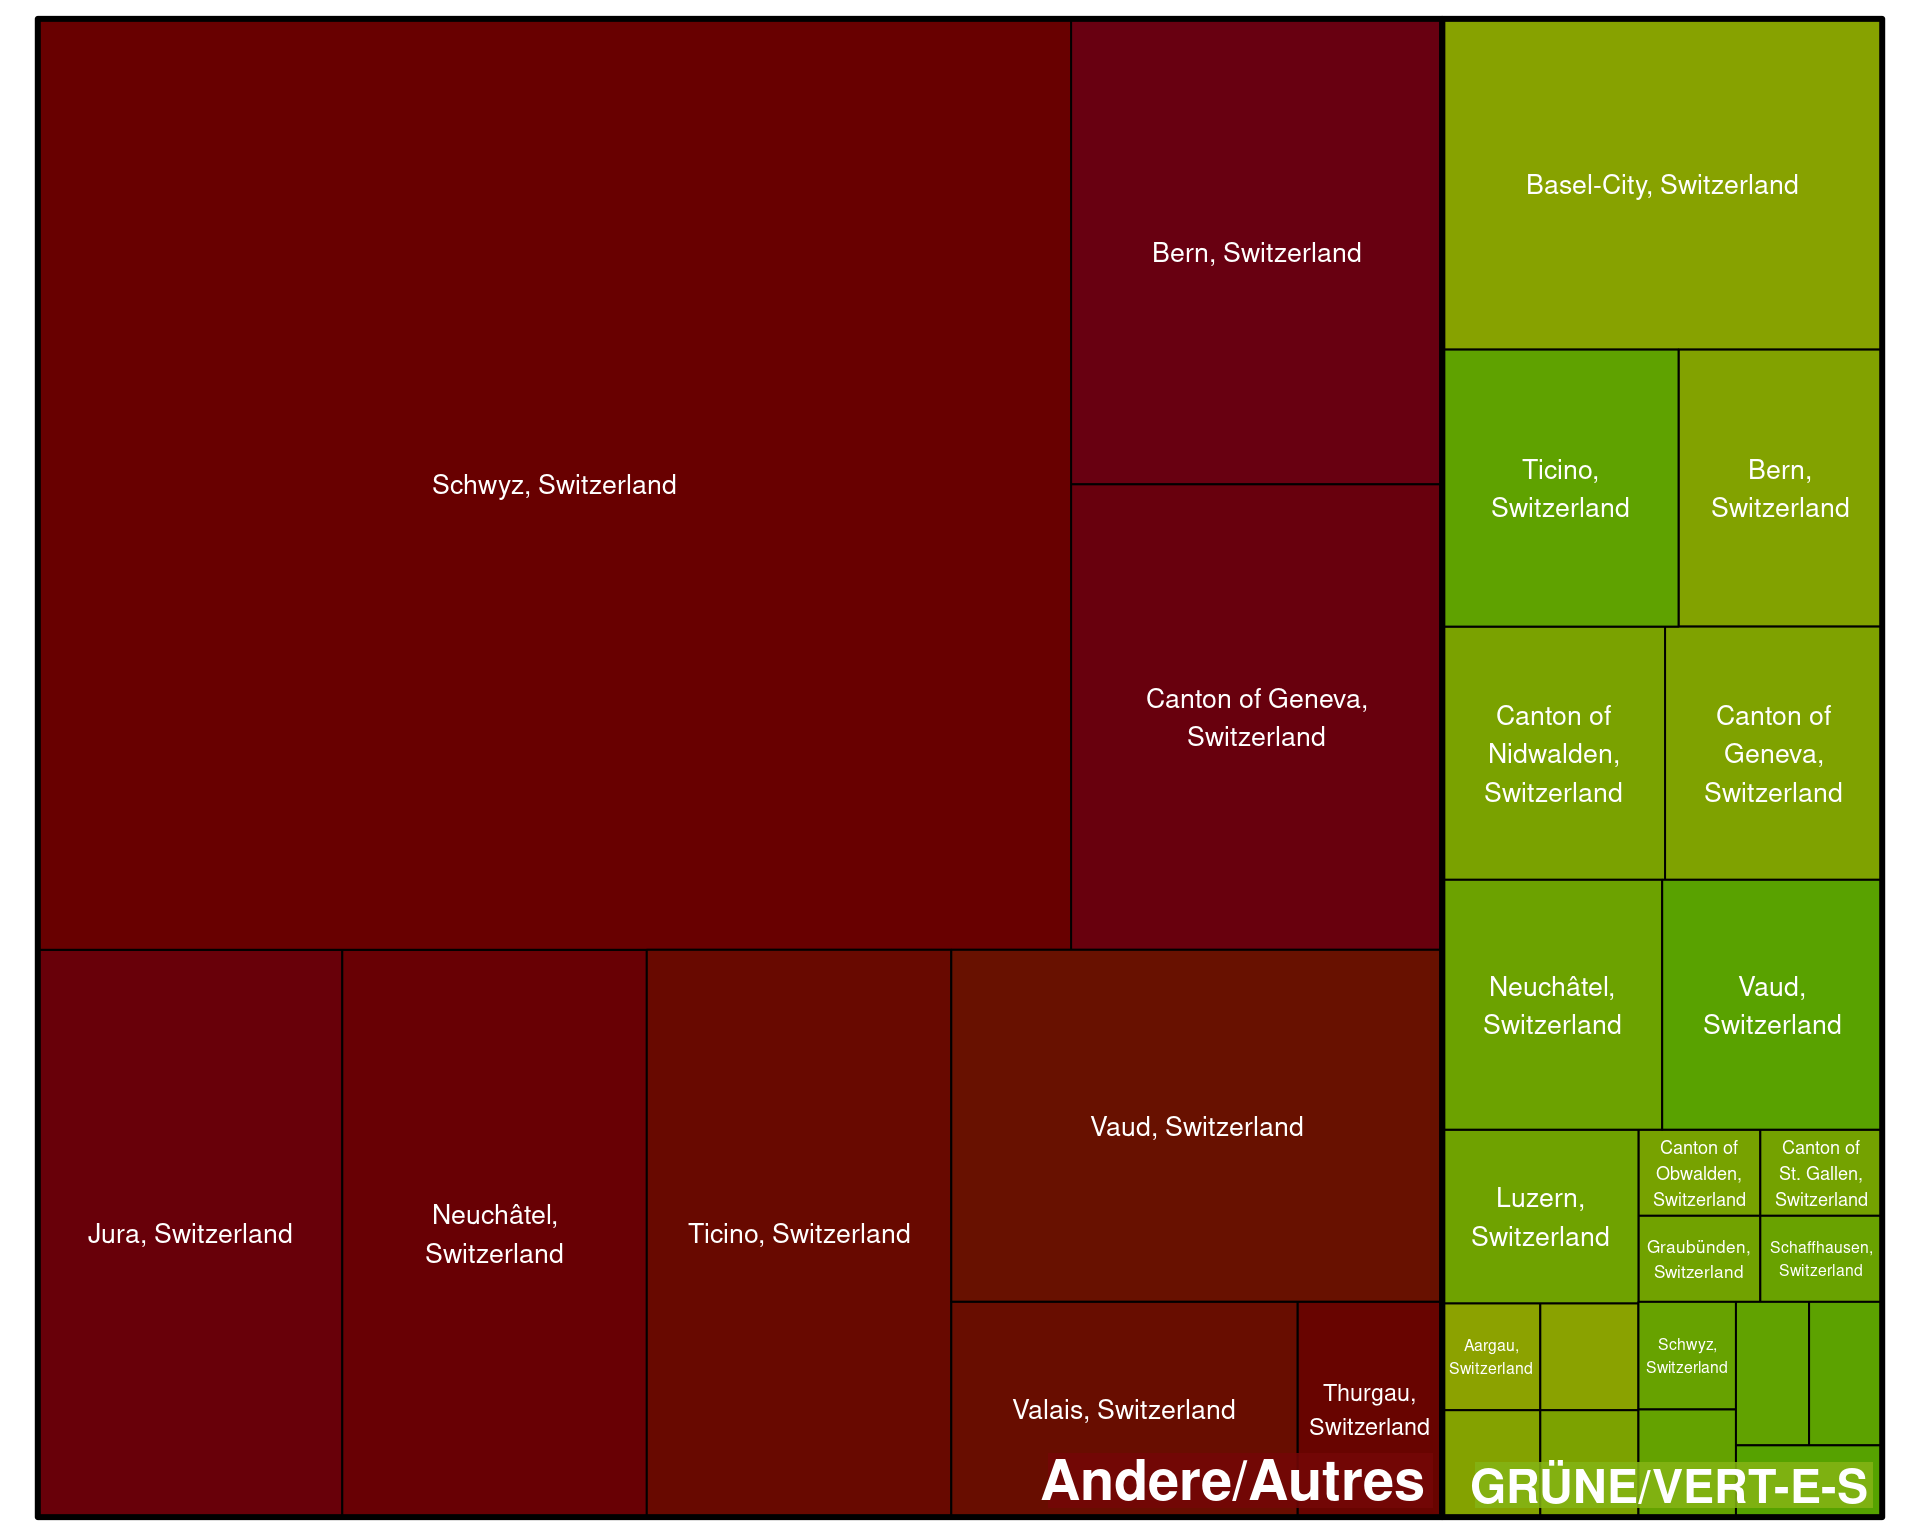 Schwyz, Switzerland
Bern, Switzerland
Canton of Geneva,
Switzerland
Jura, Switzerland
Neuchâtel,
Switzerland
Ticino, Switzerland
Vaud, Switzerland
Valais, Switzerland
Thurgau,
Switzerland
Andere/Autres
Basel-City, Switzerland
Ticino,
Switzerland
Bern,
Switzerland
Canton of
Nidwalden,
Switzerland
Canton of
Geneva,
Switzerland
Neuchâtel,
Switzerland
Vaud,
Switzerland
Luzern,
Switzerland
Canton of
Obwalden,
Switzerland
Canton of
St. Gallen,
Switzerland
Graubünden,
Switzerland
Schaffhausen,
Switzerland
Aargau,
Switzerland
Schwyz,
Switzerland
GRÜNE/VERT-E-S